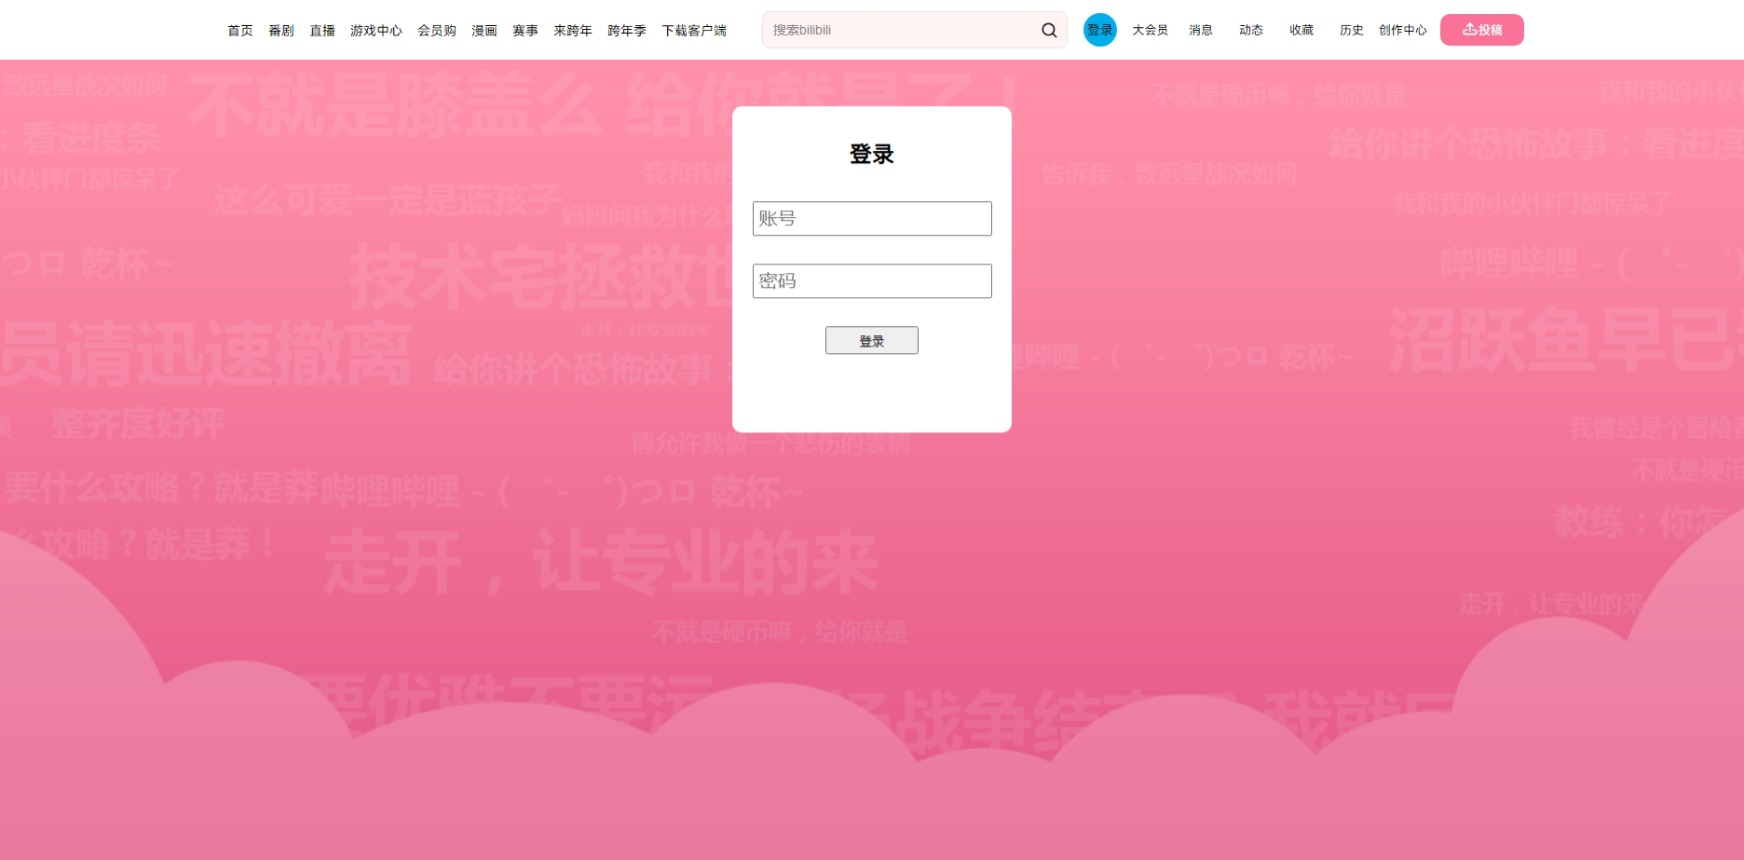 首页 番剧 直播 游戏中心 会员购 漫画 赛事 来跨年 跨年季 下载客户端 搜索bilibili 登录 大会员 消息 动态 收藏 历史 创作中心 投稿
致远星战况如何
不就是膝盖么 给你就是了！
不就是硬币嘛，给你就是
我和我的小伙
：看进度条
给你讲个恐怖故事：看进度
登录
小伙伴门都惊呆了
我和我的
告诉我，致远星战况如何
这么可爱一定是蓝孩子
妈妈问我为什么
我和我的小伙伴门都惊呆了
账号
つロ 乾杯~
技术宅拯救世
哔哩哔哩 - ( ゜- ゜)
密码
员请迅速撤离
走开，让专业的来
沼跃鱼早已
登录
给你讲个恐怖故事：
哩哔哩 - ( ゜- ゜)つロ 乾杯~
整齐度好评
请允许我做一个悲伤的表情
我曾经是个冒险者
要什么攻略？就是莽
哔哩哔哩 - ( ゜- ゜)つロ 乾杯~
不就是硬币
教练：你怎
么攻略？就是莽！
走开，让专业的来
走开，让专业的来
不就是硬币嘛，给你就是
要优雅不要污
战争结
我就